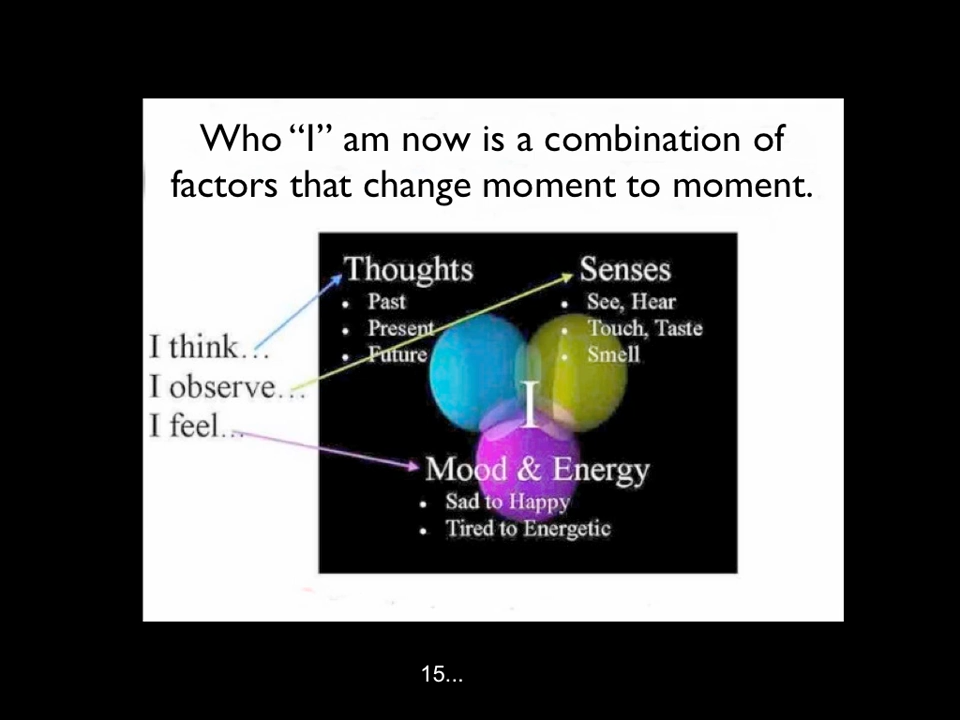 Who “I” am now is a combination of
factors that change moment to moment.
Thoughts
• Past
• Present
• Future
Senses
• See, Hear
• Touch, Taste
• Smell
I think…
I observe…
I feel…
I
Mood & Energy
• Sad to Happy
• Tired to Energetic
15...